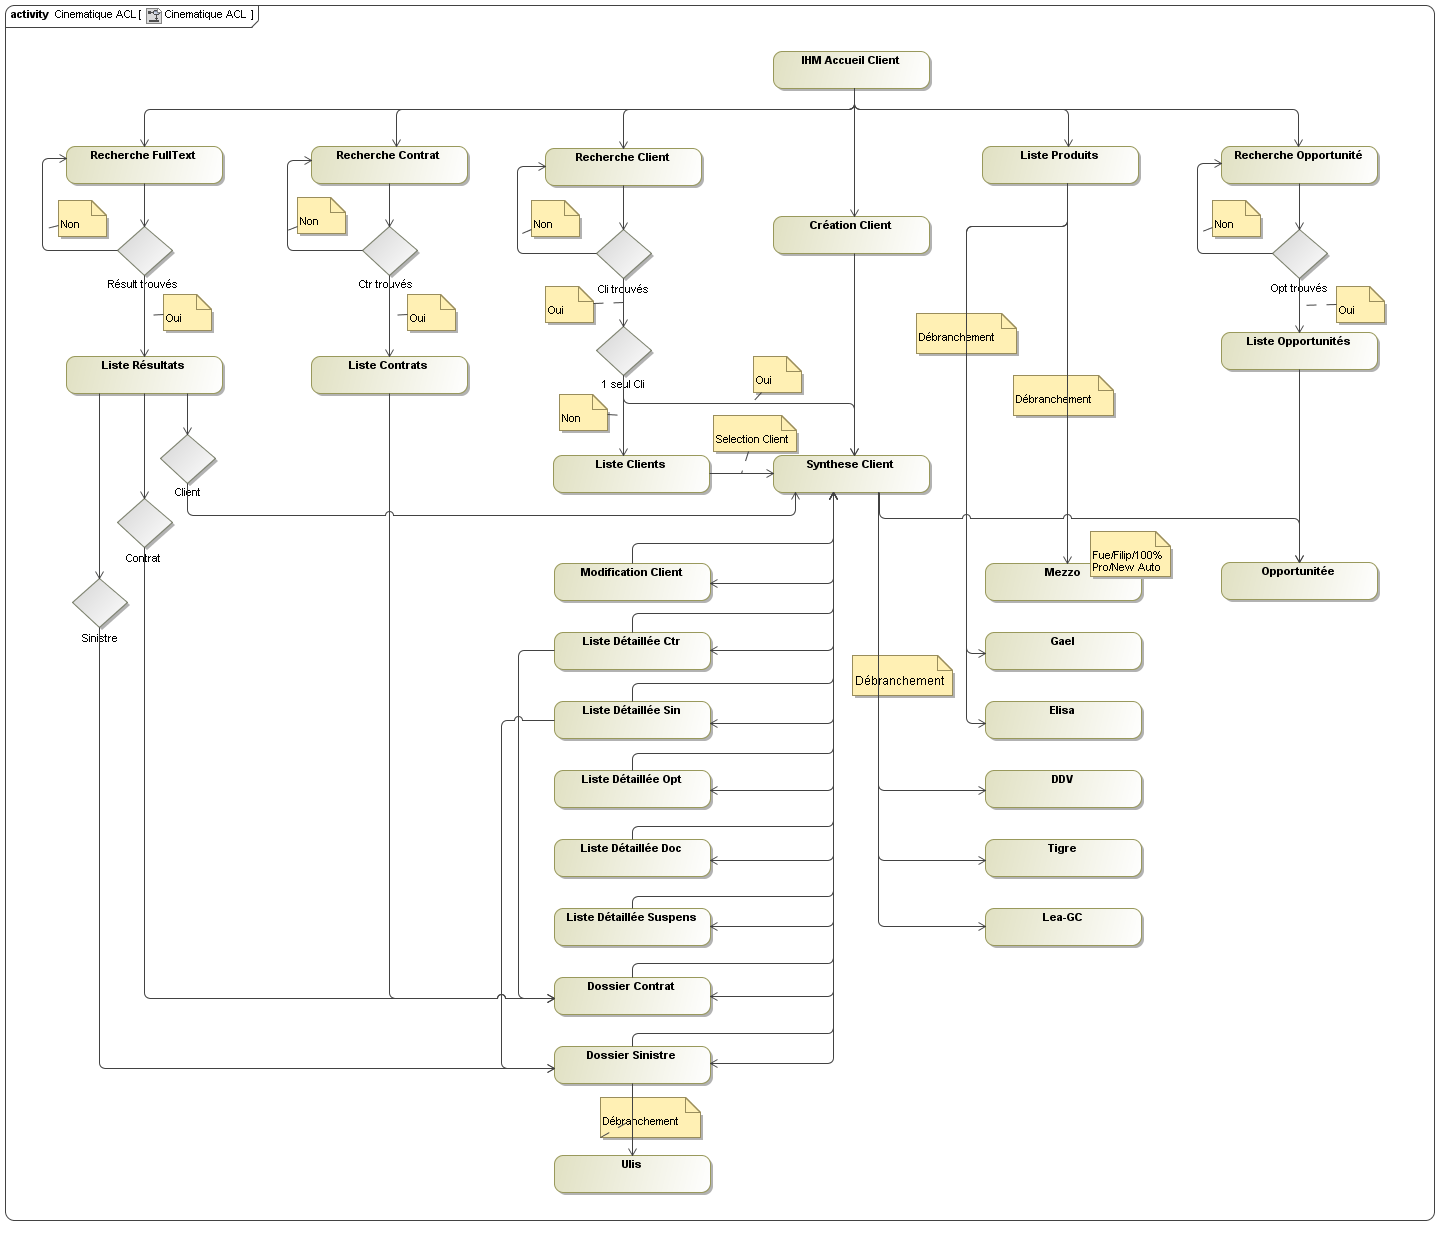 activity Cinematique ACL [ Cinematique ACL ]
IHM Accueil Client
Recherche FullText
Recherche Contrat
Recherche Client
Liste Produits
Recherche Opportunité
Non
Non
Non
Non
Création Client
Résult trouvés
Ctr trouvés
Cli trouvés
Opt trouvés
Oui
Oui
Oui
Oui
Débranchement
Liste Résultats
Liste Contrats
Liste Opportunités
1 seul Cli
Oui
Débranchement
Non
Selection Client
Liste Clients
Synthese Client
Client
Contrat
Sinistre
Fue/Filip/100%
Pro/New Auto
Modification Client
Mezzo
Opportunitée
Liste Détaillée Ctr
Gael
Débranchement
Liste Détaillée Sin
Elisa
Liste Détaillée Opt
DDV
Liste Détaillée Doc
Tigre
Liste Détaillée Suspens
Lea-GC
Dossier Contrat
Dossier Sinistre
Débranchement
Ulis